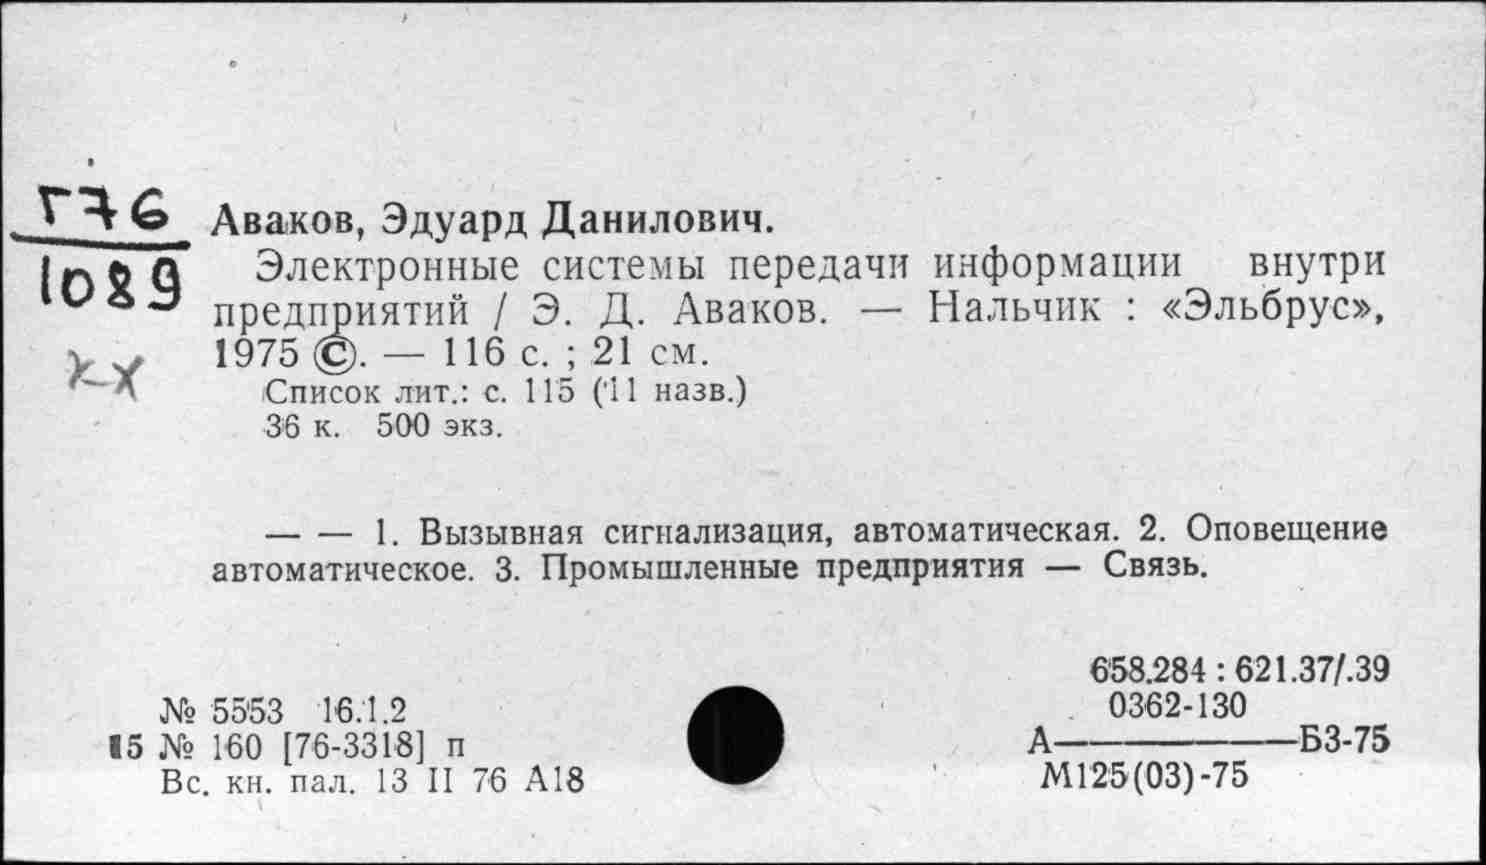 Г76
1089
Аваков, Эдуард Данилович.
Электронные системы передачи информации внутри
предприятий / Э. Д. Аваков. — Нальчик : «Эльбрус»,
1975 ©. — 116 с. ; 21 см.
Список лит.: с. 115 (11 назв.)
36 к. 500 экз.
— — 1. Вызывная сигнализация, автоматическая. 2. Оповещение
автоматическое. 3. Промышленные предприятия — Связь.
658.284 : 621.37/.39
№ 5553 16.1.2
0362-130
15 № 160 [76-3318] п
А——————Б3-75
Вс. кн. пал. 13 II 76 А18
М125(03)-75